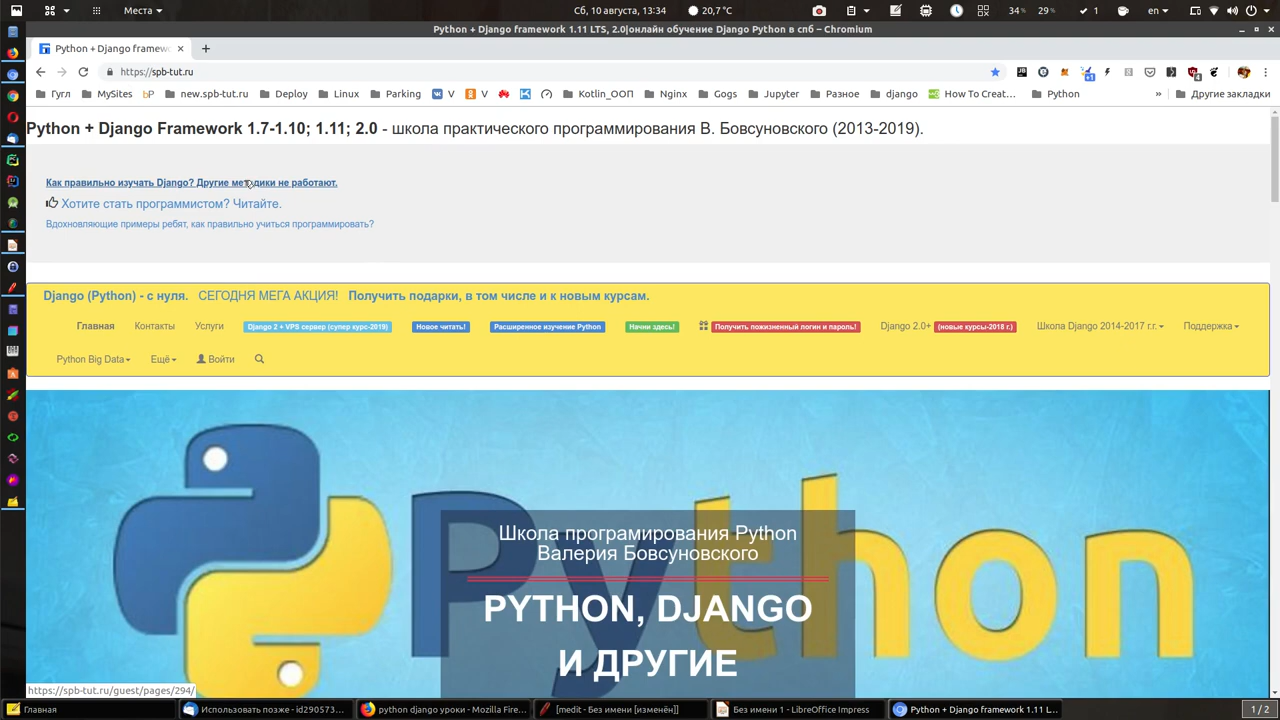 Места
Сб, 10 августа, 13:34
20,7 °C
34%
29%
1
en
Python + Django framework 1.11 LTS, 2.0|онлайн обучение Django Python в спб – Chromium
Python + Django framew
https://spb-tut.ru
Гугл
MySites
bP
new.spb-tut.ru
Deploy
Linux
Parking
V
V
Kotlin_ООП
Nginx
Gogs
Jupyter
Разное
django
How To Creat…
Python
»
Другие закладки
Python + Django Framework 1.7-1.10; 1.11; 2.0 - школа практического программирования В. Бовсуновского (2013-2019).
Как правильно изучать Django? Другие методики не работают.
Хотите стать программистом? Читайте.
Вдохновляющие примеры ребят, как правильно учиться программировать?
Django (Python) - с нуля. СЕГОДНЯ МЕГА АКЦИЯ! Получить подарки, в том числе и к новым курсам.
Главная
Контакты
Услуги
Django 2 + VPS сервер (супер курс-2019)
Новое читать!
Расширенное изучение Python
Начни здесь!
Получить пожизненный логин и пароль!
Django 2.0+ (новые курсы-2018 г.)
Школа Django 2014-2017 г.г.
Поддержка
Python Big Data
Ещё
Войти
Python
Школа програмирования Python
Валерия Бовсуновского
PYTHON, DJANGO
И ДРУГИЕ
https://spb-tut.ru/guest/pages/294/
Главная
Использовать позже - id290573…
python django уроки - Mozilla Fire…
[medit - Без имени [изменён]]
Без имени 1 - LibreOffice Impress
Python + Django framework 1.11 L…
1 / 2